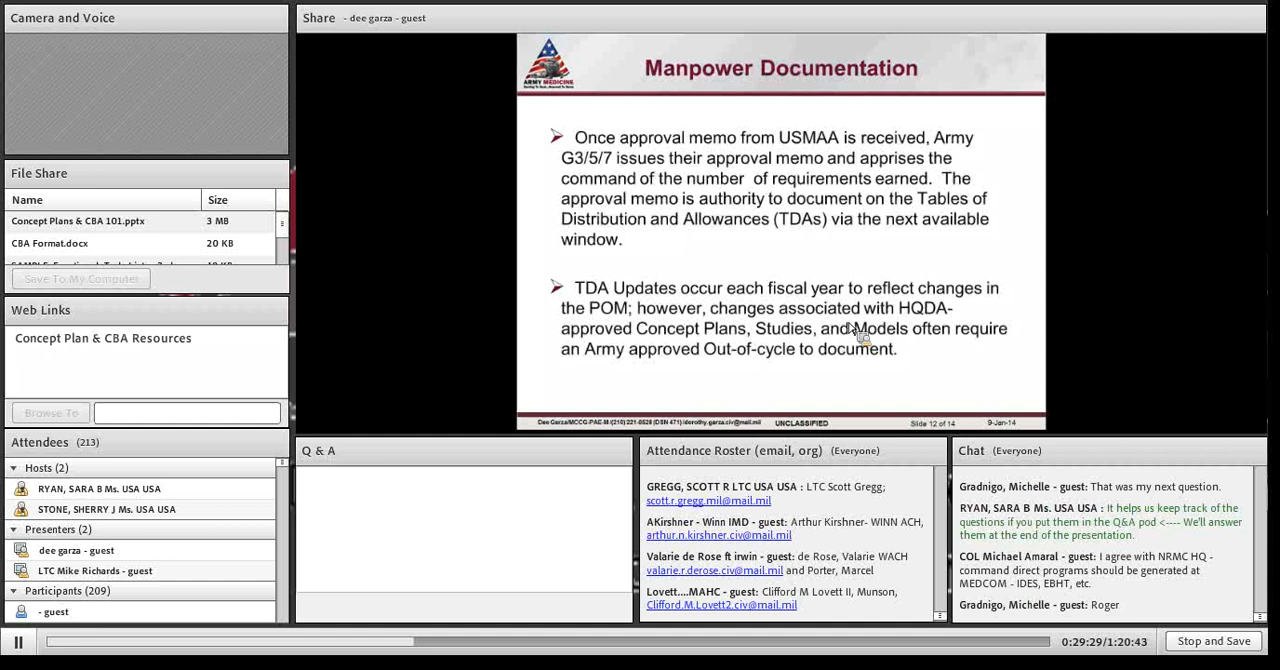 Camera and Voice
File Share
Name
Size
Concept Plans & CBA 101.pptx
3 MB
CBA Format.docx
20 KB
Save To My Computer
Web Links
Concept Plan & CBA Resources
Browse To
Attendees (213)
Hosts (2)
RYAN, SARA B Ms. USA USA
STONE, SHERRY J Ms. USA USA
Presenters (2)
dee garza - guest
LTC Mike Richards - guest
Participants (209)
- guest
Share - dee garza - guest
ARMY MEDICINE
Manpower Documentation
Once approval memo from USMAA is received, Army
G3/5/7 issues their approval memo and apprises the
command of the number of requirements earned. The
approval memo is authority to document on the Tables of
Distribution and Allowances (TDAs) via the next available
window.
TDA Updates occur each fiscal year to reflect changes in
the POM; however, changes associated with HQDA-
approved Concept Plans, Studies, and Models often require
an Army approved Out-of-cycle to document.
UNCLASSIFIED
Slide 12 of 14
9-Jan-14
Q & A
Attendance Roster (email, org) (Everyone)
GREGG, SCOTT R LTC USA USA : LTC Scott Gregg;
scott.r.gregg.mil@mail.mil
AKirshner - Winn IMD - guest: Arthur Kirshner- WINN ACH,
arthur.n.kirshner.civ@mail.mil
Valarie de Rose ft irwin - guest: de Rose, Valarie WACH
valarie.r.derose.civ@mail.mil and Porter, Marcel
Lovett....MAHC - guest: Clifford M Lovett II, Munson,
Clifford.M.Lovett2.civ@mail.mil
Chat (Everyone)
Gradnigo, Michelle - guest: That was my next question.
RYAN, SARA B Ms. USA USA : It helps us keep track of the
questions if you put them in the Q&A pod <---- We'll answer
them at the end of the presentation.
COL Michael Amaral - guest: I agree with NRMC HQ -
command direct programs should be generated at
MEDCOM - IDES, EBHT, etc.
Gradnigo, Michelle - guest: Roger
0:29:29/1:20:43
Stop and Save